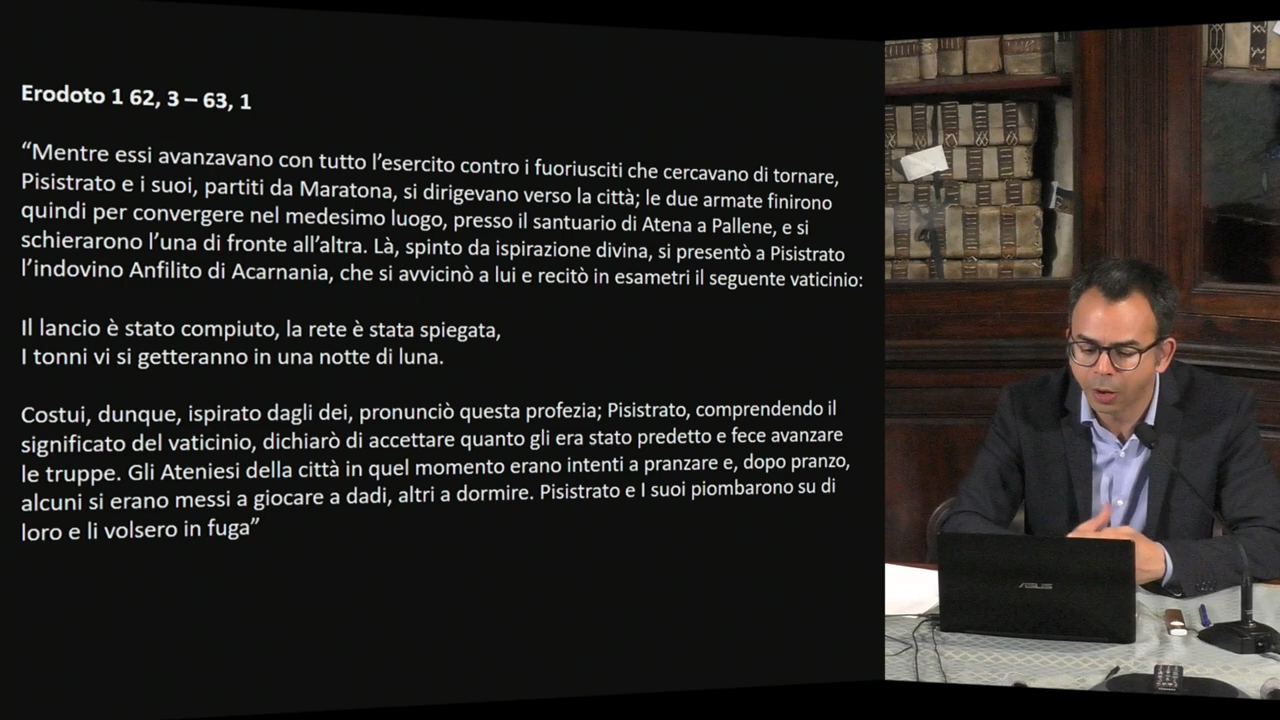 Erodoto 1 62, 3 – 63, 1
“Mentre essi avanzavano con tutto l’esercito contro i fuoriusciti che cercavano di tornare,
Pisistrato e i suoi, partiti da Maratona, si dirigevano verso la città; le due armate finirono
quindi per convergere nel medesimo luogo, presso il santuario di Atena a Pallene, e si
schierarono l’una di fronte all’altra. Là, spinto da ispirazione divina, si presentò a Pisistrato
l’indovino Anfilito di Acarnania, che si avvicinò a lui e recitò in esametri il seguente vaticinio:
Il lancio è stato compiuto, la rete è stata spiegata,
I tonni vi si getteranno in una notte di luna.
Costui, dunque, ispirato dagli dei, pronunciò questa profezia; Pisistrato, comprendendo il
significato del vaticinio, dichiarò di accettare quanto gli era stato predetto e fece avanzare
le truppe. Gli Ateniesi della città in quel momento erano intenti a pranzare e, dopo pranzo,
alcuni si erano messi a giocare a dadi, altri a dormire. Pisistrato e I suoi piombarono su di
loro e li volsero in fuga”
ASUS